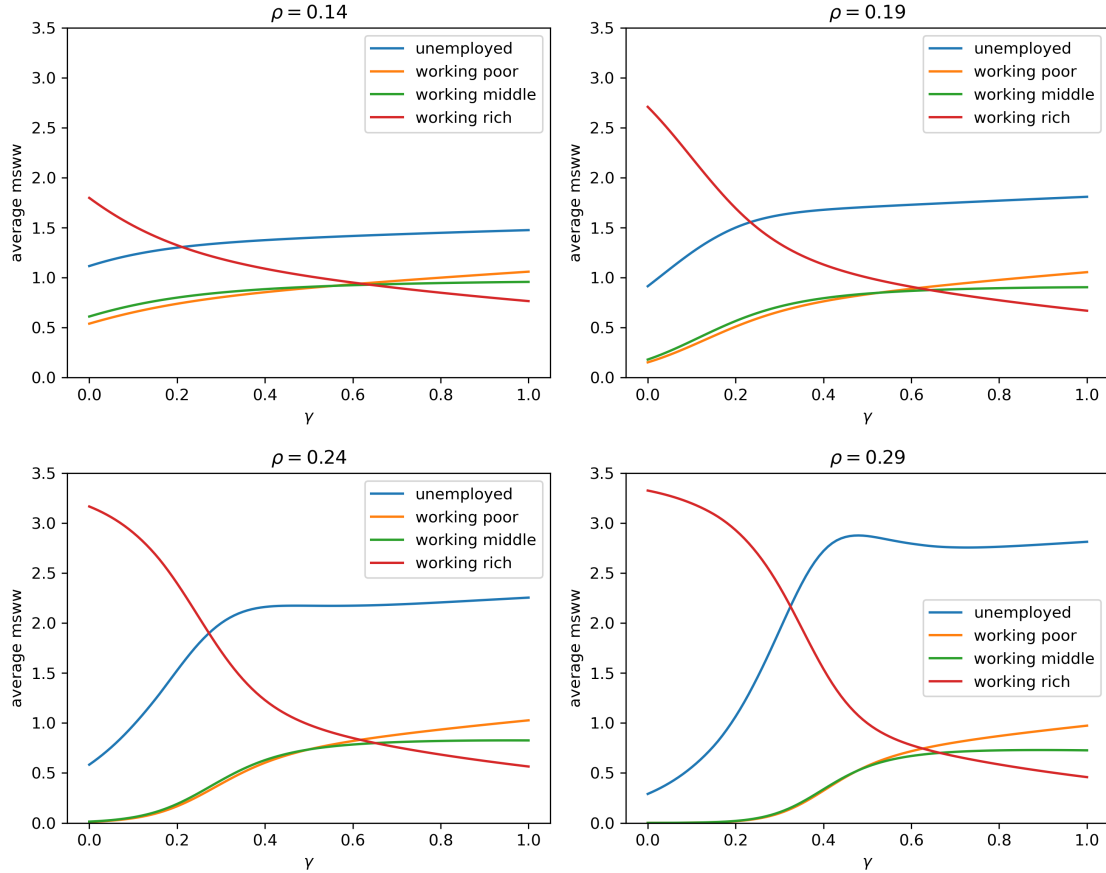 ρ = 0.14
3.5
3.0
2.5
2.0
1.5
1.0
0.5
0.0
average msww
unemployed
working poor
working middle
working rich
0.0 0.2 0.4 0.6 0.8 1.0
γ
ρ = 0.19
3.5
3.0
2.5
2.0
1.5
1.0
0.5
0.0
average msww
unemployed
working poor
working middle
working rich
0.0 0.2 0.4 0.6 0.8 1.0
γ
ρ = 0.24
3.5
3.0
2.5
2.0
1.5
1.0
0.5
0.0
average msww
unemployed
working poor
working middle
working rich
0.0 0.2 0.4 0.6 0.8 1.0
γ
ρ = 0.29
3.5
3.0
2.5
2.0
1.5
1.0
0.5
0.0
average msww
unemployed
working poor
working middle
working rich
0.0 0.2 0.4 0.6 0.8 1.0
γ